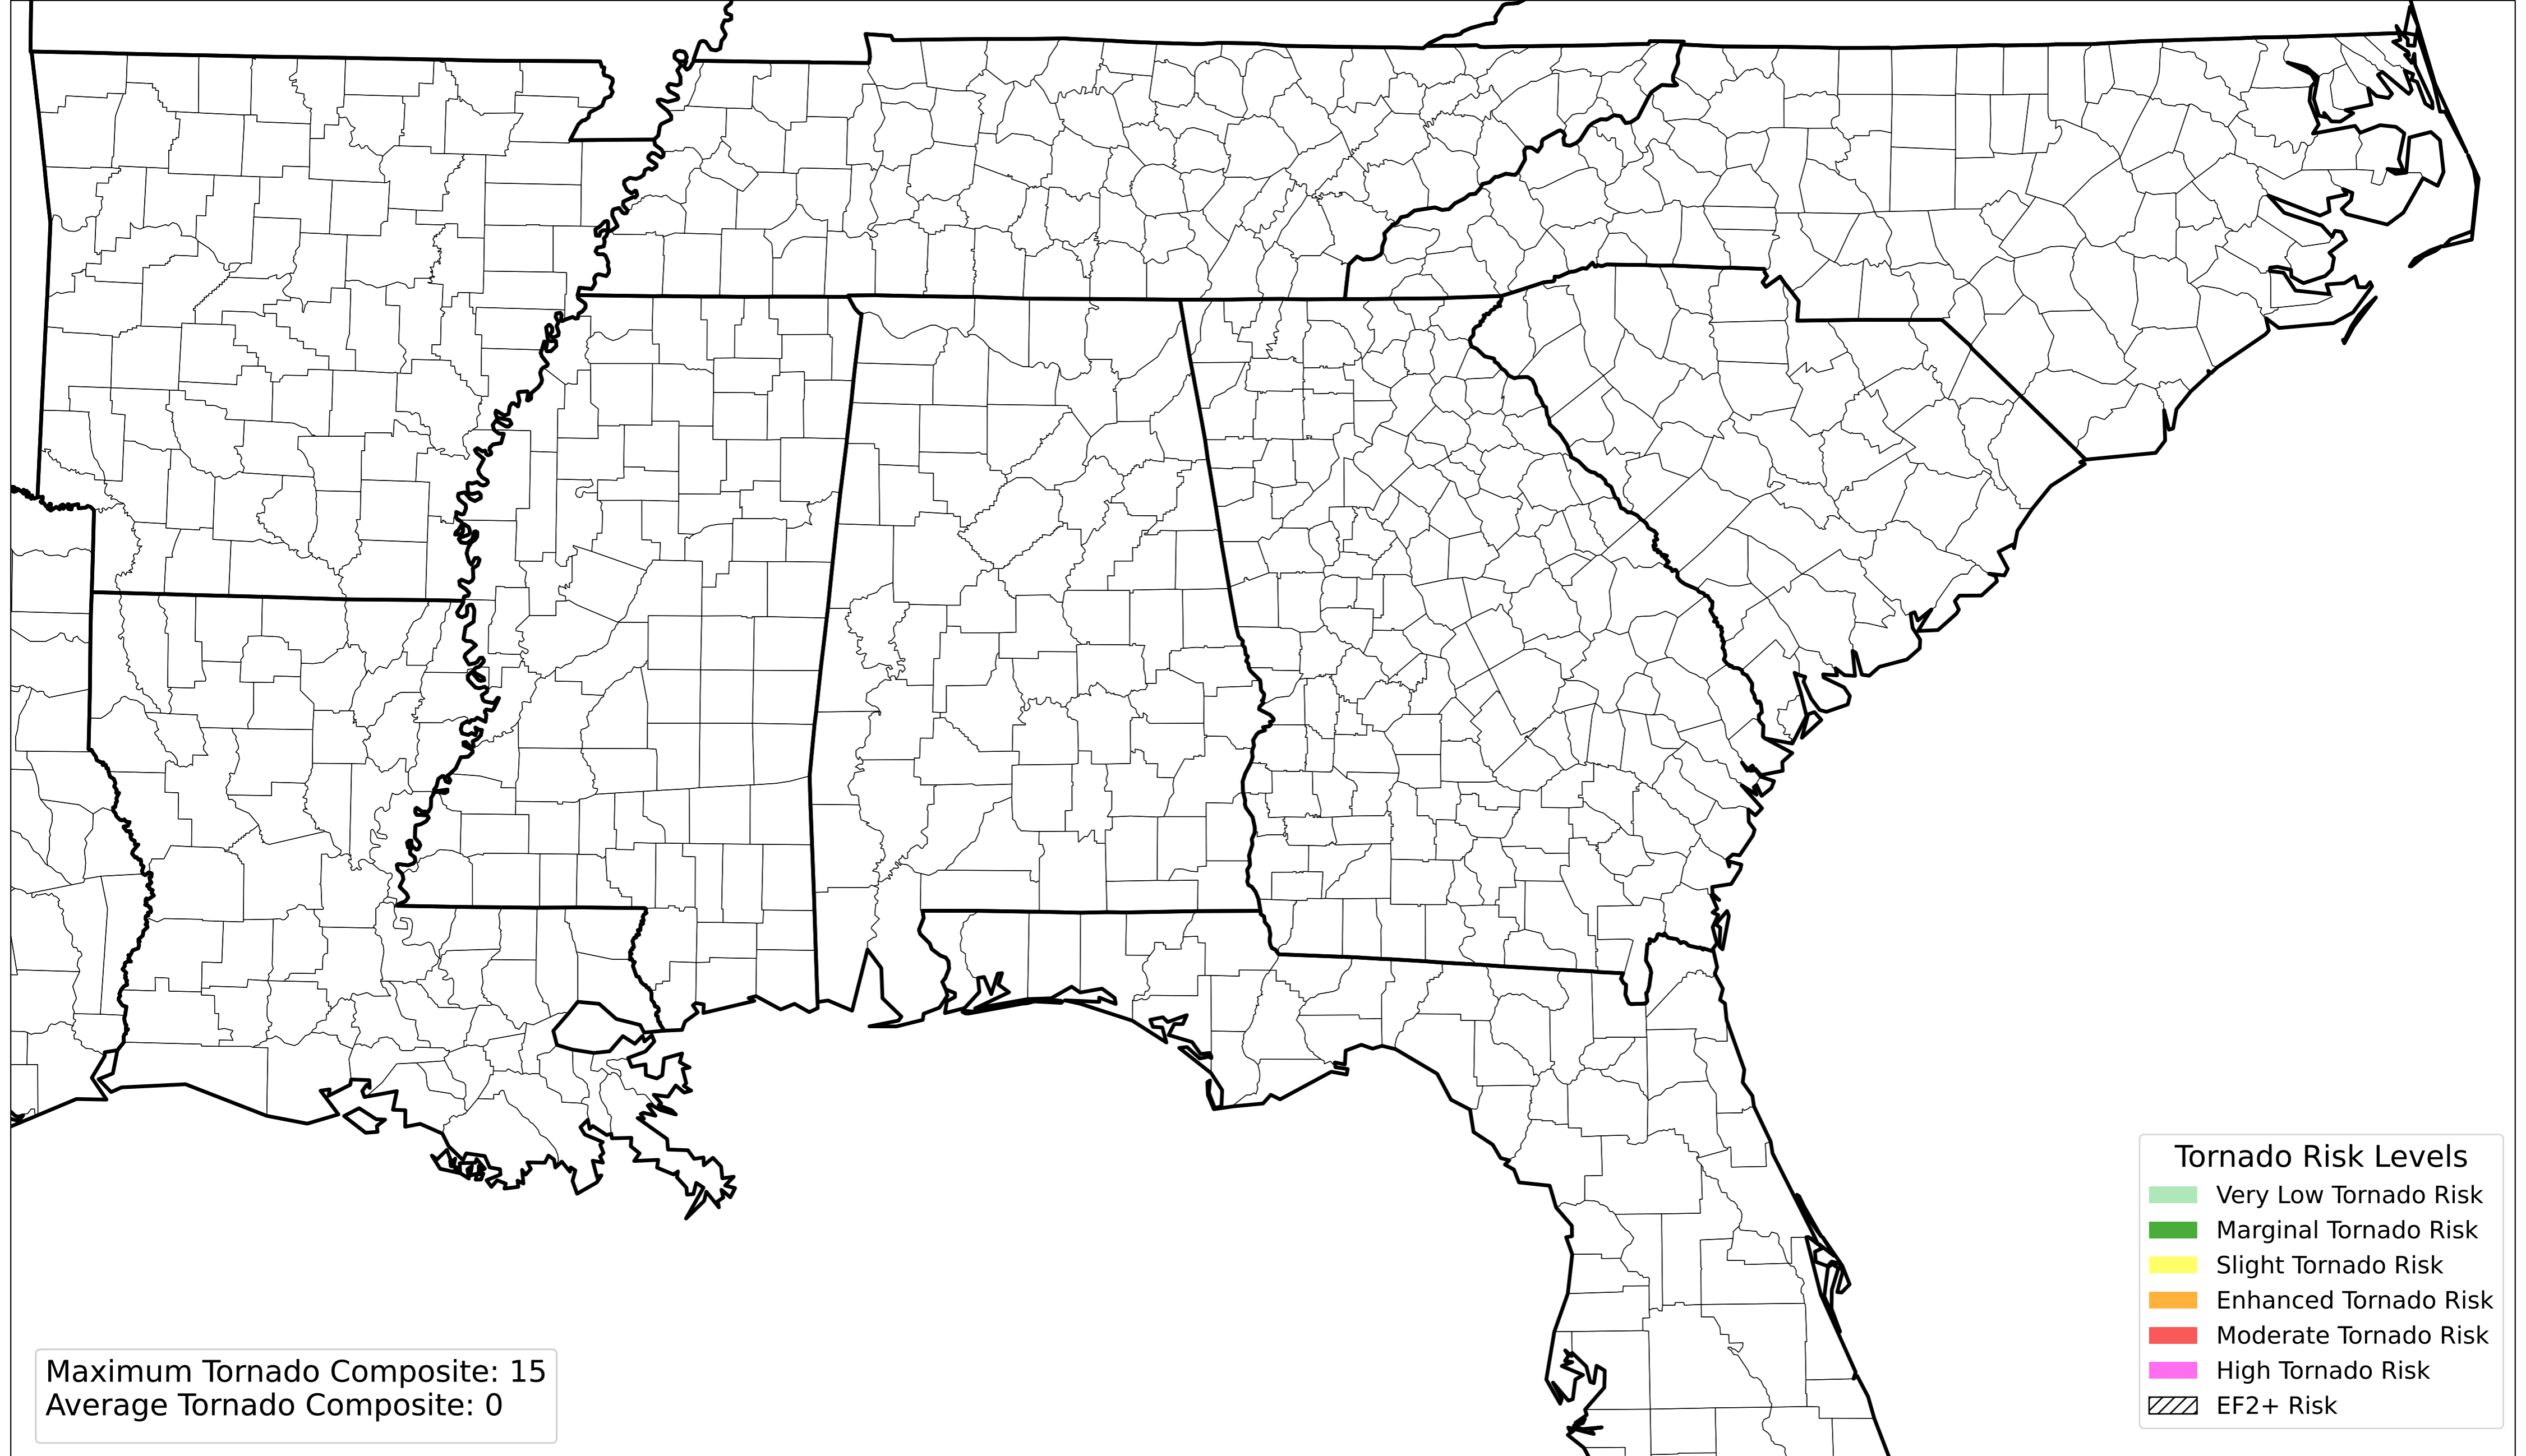 Tornado Risk Levels
Very Low Tornado Risk
Marginal Tornado Risk
Slight Tornado Risk
Enhanced Tornado Risk
Moderate Tornado Risk
High Tornado Risk
EF2+ Risk
Maximum Tornado Composite: 15
Average Tornado Composite: 0